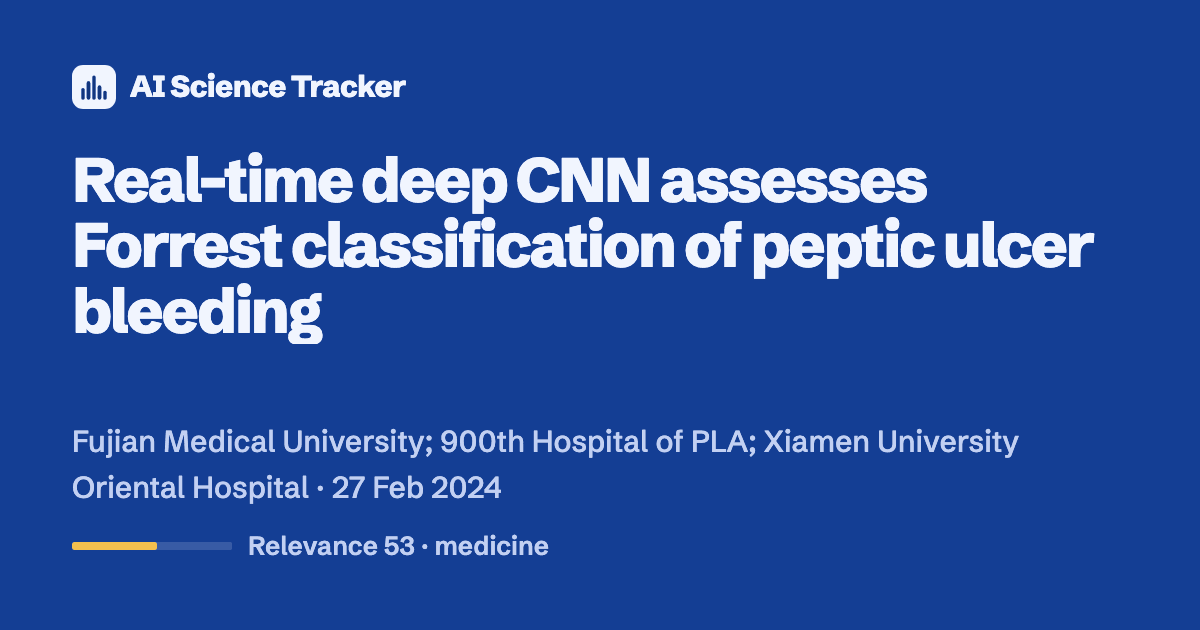 AI Science Tracker
Real-time deep CNN assesses
Forrest classification of peptic ulcer
bleeding
Fujian Medical University; 900th Hospital of PLA; Xiamen University
Oriental Hospital · 27 Feb 2024
Relevance 53 · medicine